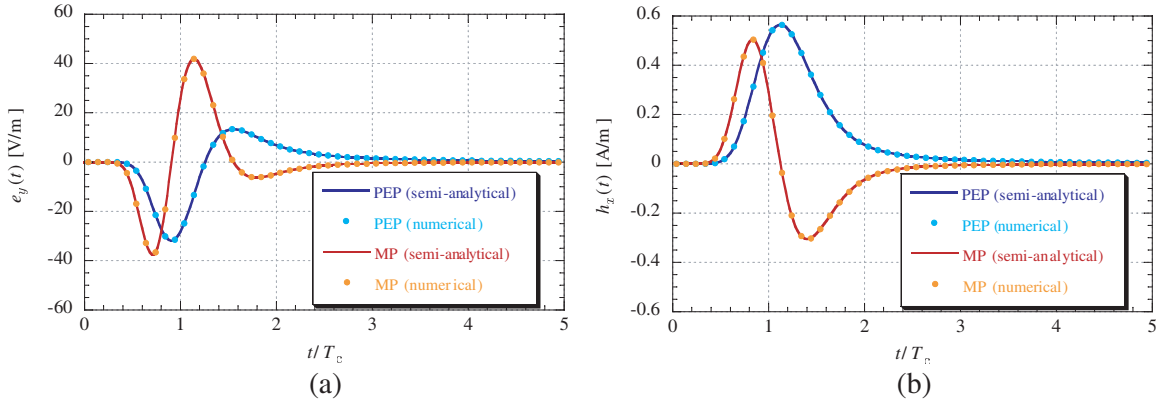 60
40
20
0
-20
-40
-60
e_y(t) [V/m]
PEP (semi-analytical)
PEP (numerical)
MP (semi-analytical)
MP (numerical)
0 1 2 3 4 5
t/T_c
(a)
0.6
0.4
0.2
0
-0.2
-0.4
-0.6
h_x(t) [A/m]
PEP (semi-analytical)
PEP (numerical)
MP (semi-analytical)
MP (numerical)
0 1 2 3 4 5
t/T_c
(b)